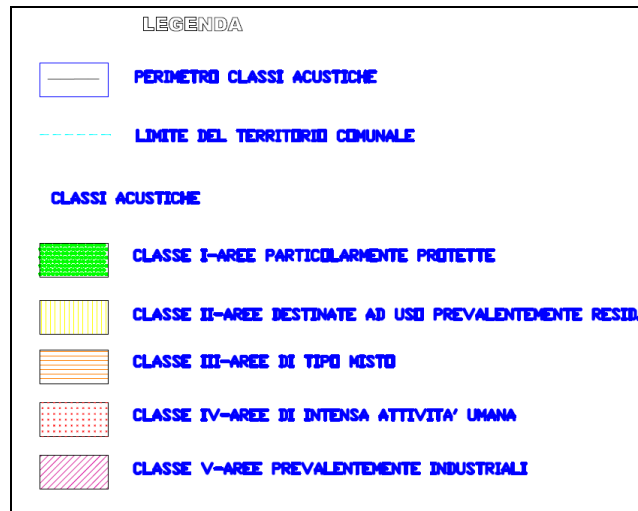 LEGENDA
PERIMETRO CLASSI ACUSTICHE
LIMITE DEL TERRITORIO COMUNALE
CLASSI ACUSTICHE
CLASSE I-AREE PARTICOLARMENTE PROTETTE
CLASSE II-AREE DESTINATE AD USO PREVALENTEMENTE RESID.
CLASSE III-AREE DI TIPO MISTO
CLASSE IV-AREE DI INTENSA ATTIVITA' UMANA
CLASSE V-AREE PREVALENTEMENTE INDUSTRIALI